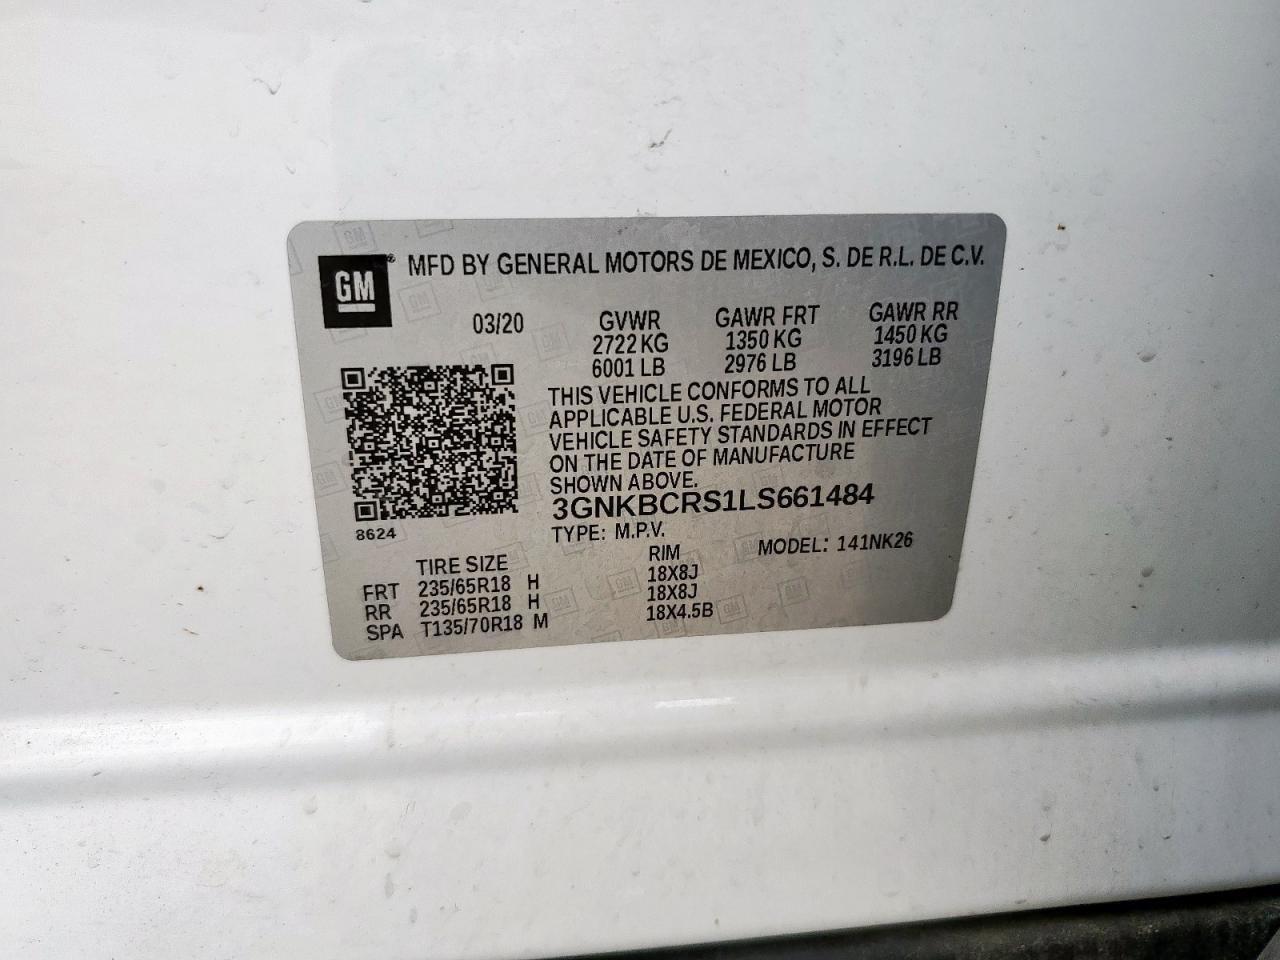 GM® MFD BY GENERAL MOTORS DE MEXICO, S. DE R.L. DE C.V.
03/20 GVWR GAWR FRT GAWR RR
2722 KG 1350 KG 1450 KG
6001 LB 2976 LB 3196 LB
THIS VEHICLE CONFORMS TO ALL
APPLICABLE U.S. FEDERAL MOTOR
VEHICLE SAFETY STANDARDS IN EFFECT
ON THE DATE OF MANUFACTURE
SHOWN ABOVE.
3GNKBCRS1LS661484
8624
TYPE: M.P.V. MODEL: 141NK26
TIRE SIZE RIM
FRT 235/65R18 H 18X8J
RR 235/65R18 H 18X8J
SPA T135/70R18 M 18X4.5B